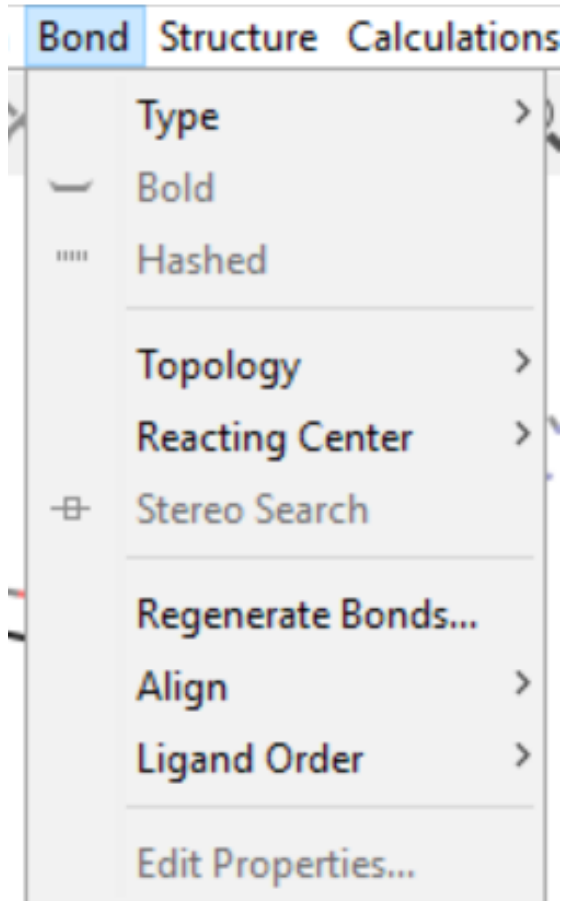 Bond Structure Calculations
Type
Bold
Hashed
Topology
Reacting Center
Stereo Search
Regenerate Bonds...
Align
Ligand Order
Edit Properties...